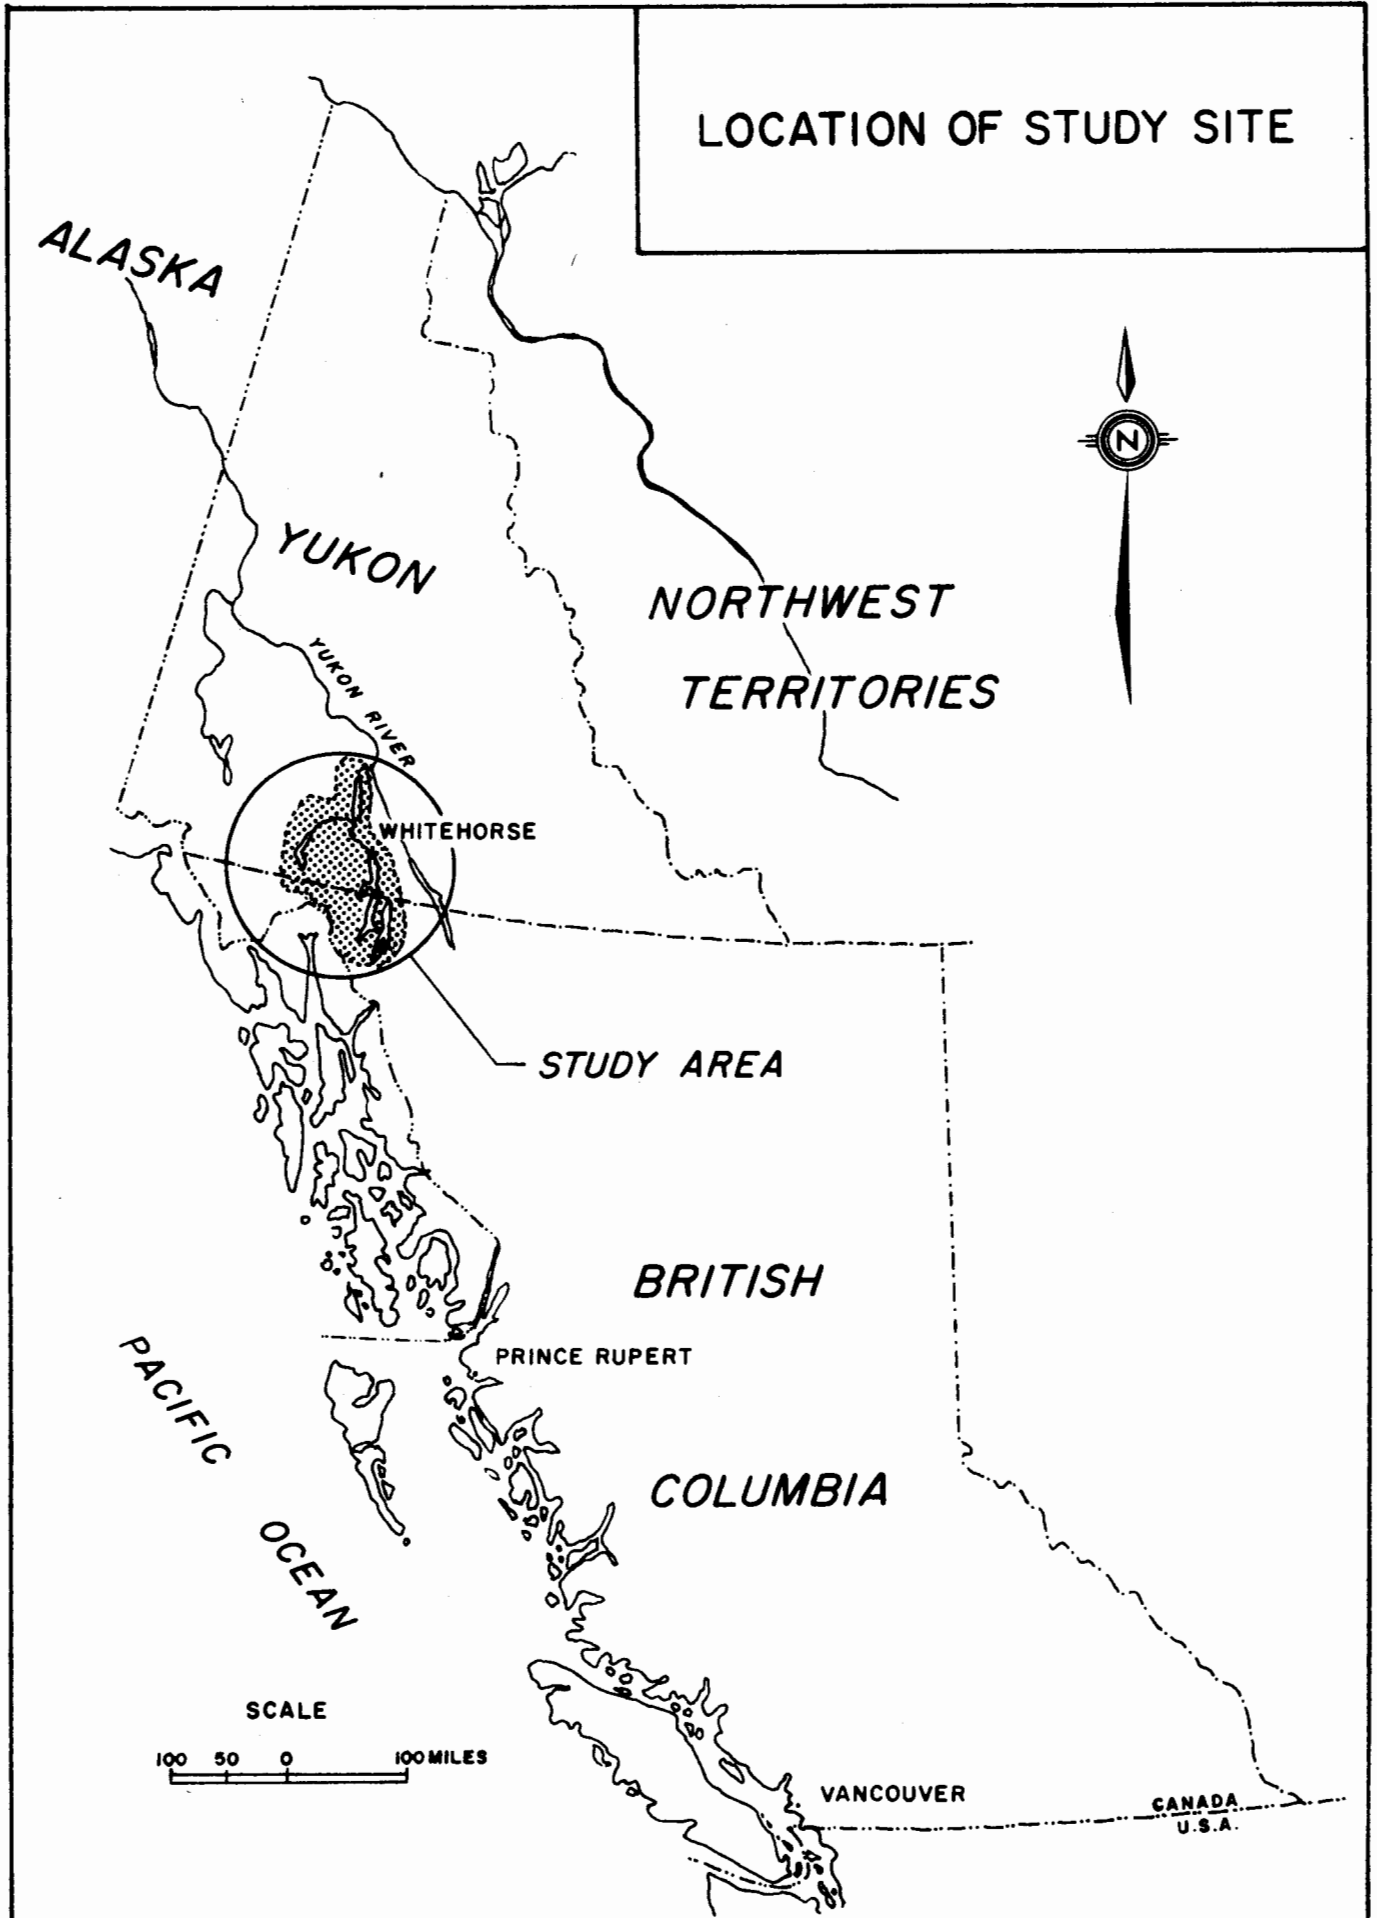 LOCATION OF STUDY SITE
ALASKA
N
YUKON
NORTHWEST
TERRITORIES
YUKON RIVER
WHITEHORSE
STUDY AREA
BRITISH
PRINCE RUPERT
PACIFIC
COLUMBIA
OCEAN
SCALE
100 50 0 100 MILES
VANCOUVER
CANADA
U.S.A.